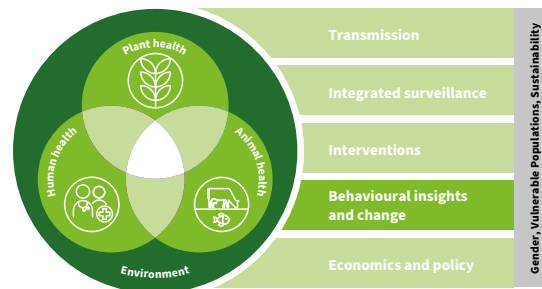 Plant health
Human health
Animal health
Environment
Transmission
Integrated surveillance
Interventions
Behavioural insights
and change
Economics and policy
Gender, Vulnerable Populations, Sustainability